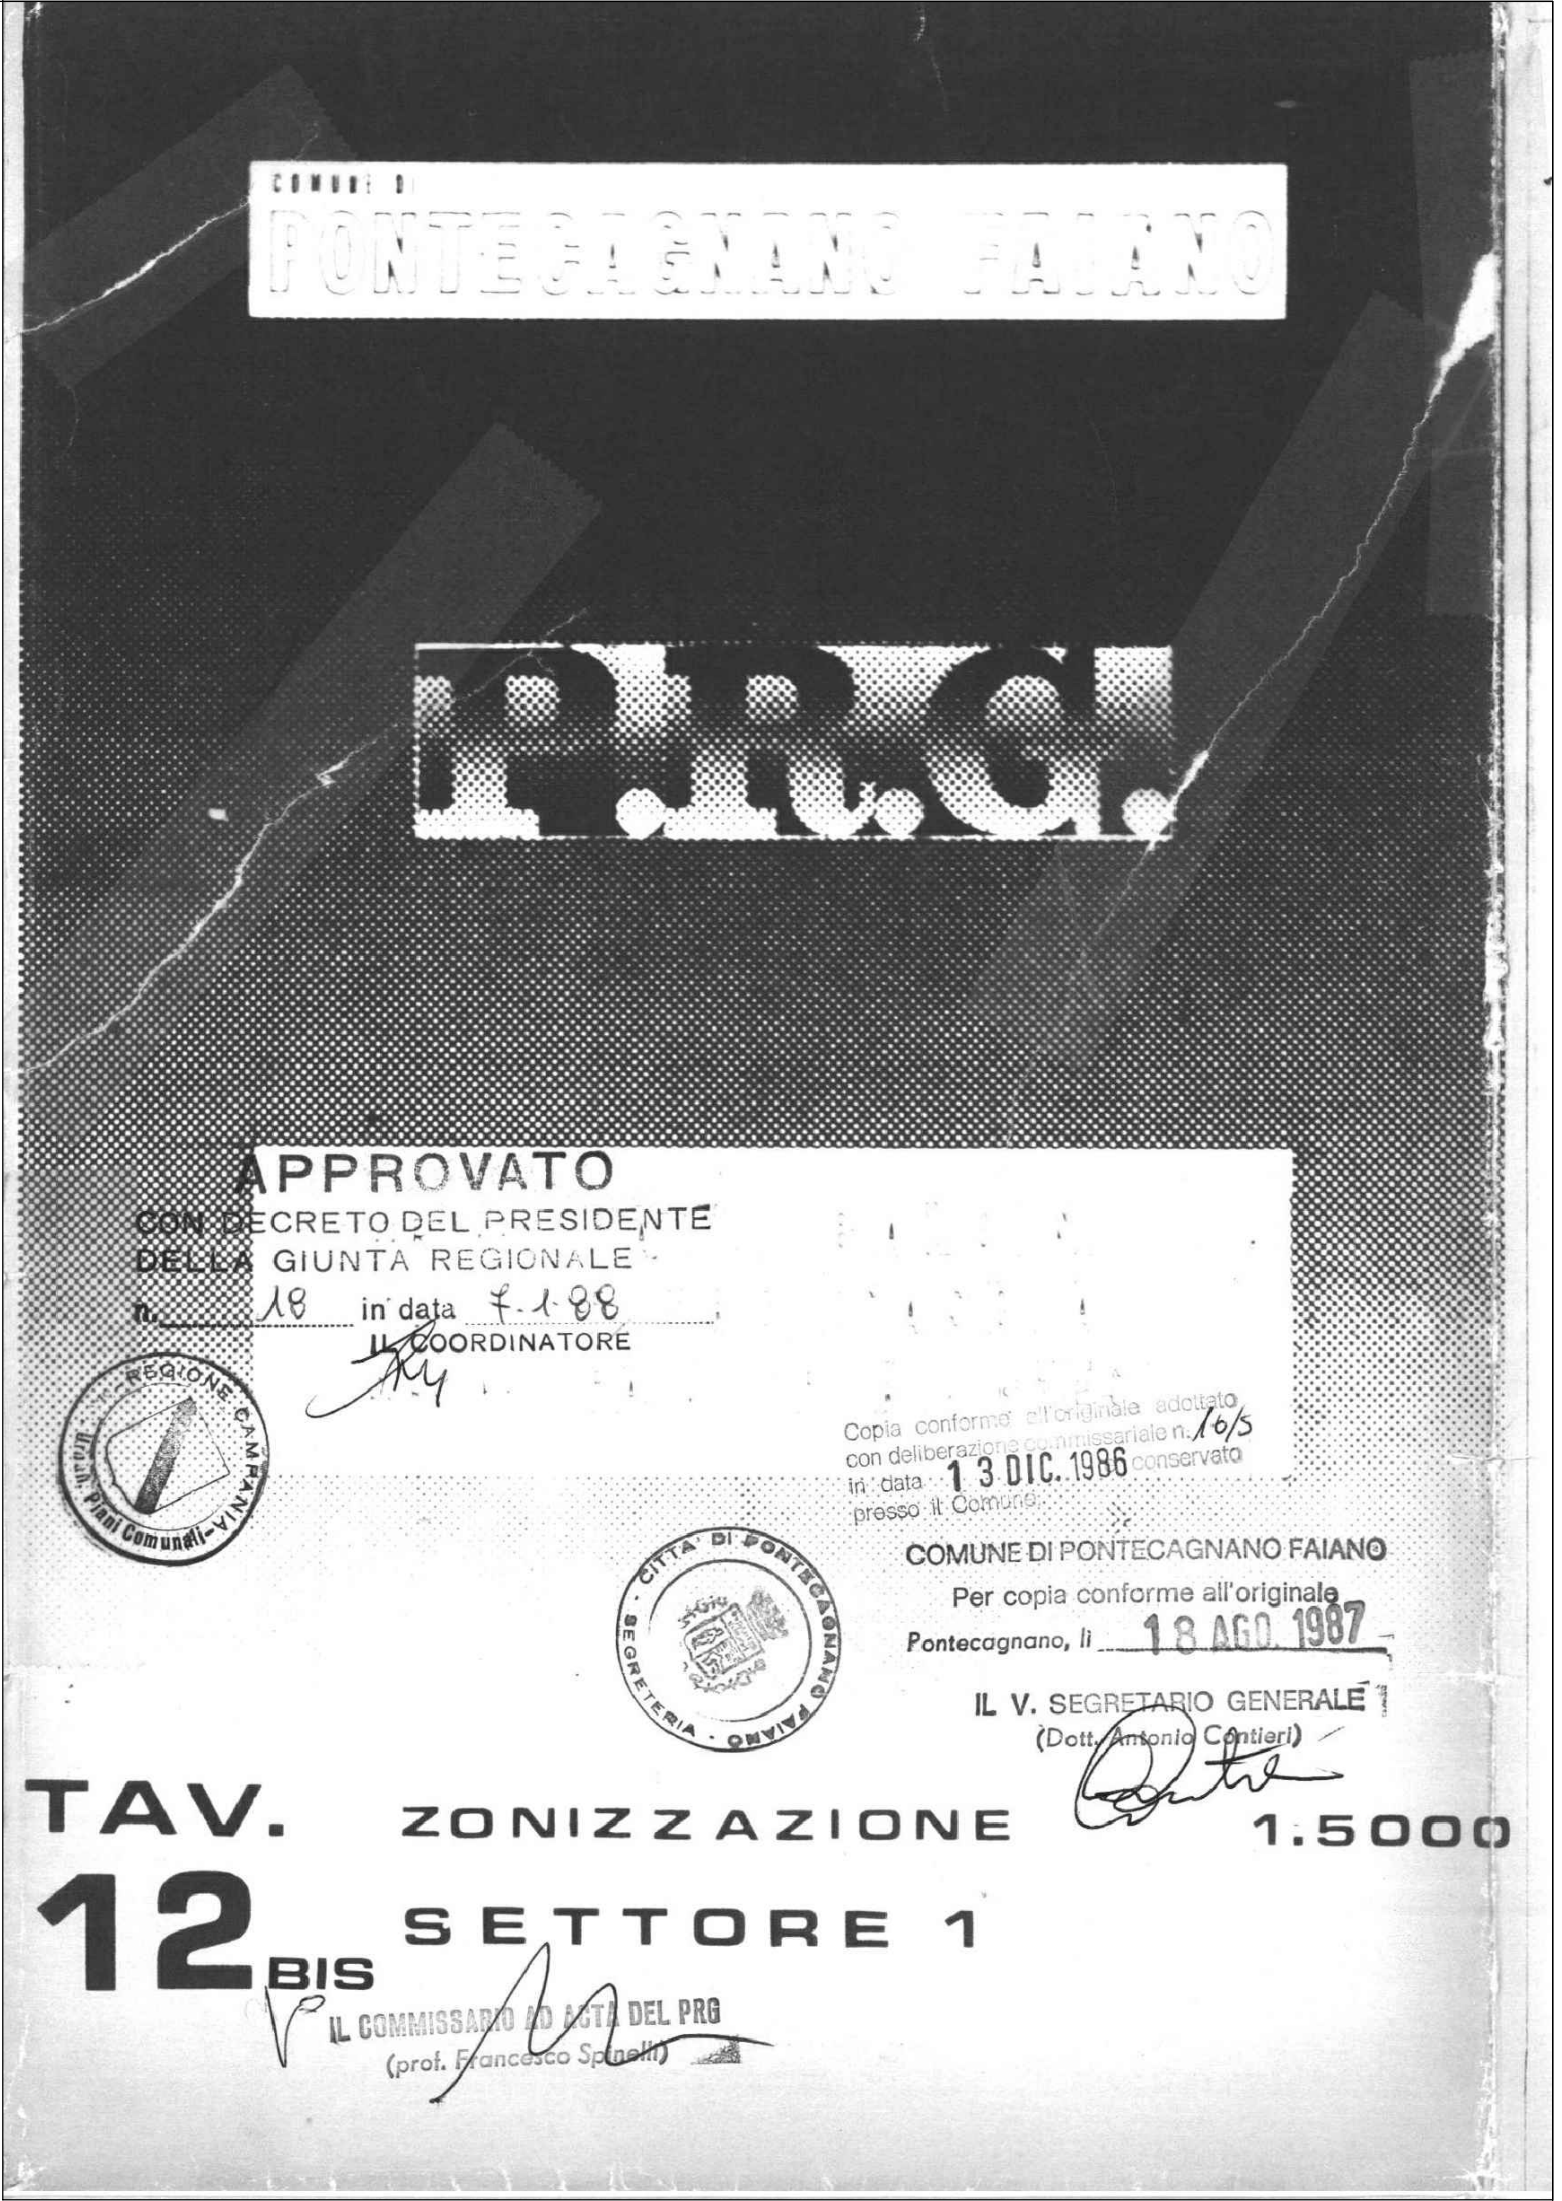 COMUNE DI
PONTECAGNANO FAIANO
P.R.G.
APPROVATO
CON DECRETO DEL PRESIDENTE
DELLA GIUNTA REGIONALE
n. 18 in data 7.1.88
IL COORDINATORE
REGIONE CAMPANIA
Piani Comunali
Copia conforme all'originale adottato
con deliberazione commissariale n. 16/5
in data 13 DIC. 1986 conservato
presso il Comune.
CITTA' DI PONTECAGNANO FAIANO
SEGRETERIA
COMUNE DI PONTECAGNANO FAIANO
Per copia conforme all'originale
Pontecagnano, lì 18 AGO. 1987
IL V. SEGRETARIO GENERALE
(Dott. Antonio Contieri)
TAV. ZONIZZAZIONE 1.5000
12 BIS SETTORE 1
IL COMMISSARIO AD ACTA DEL PRG
(prof. Francesco Spinelli)